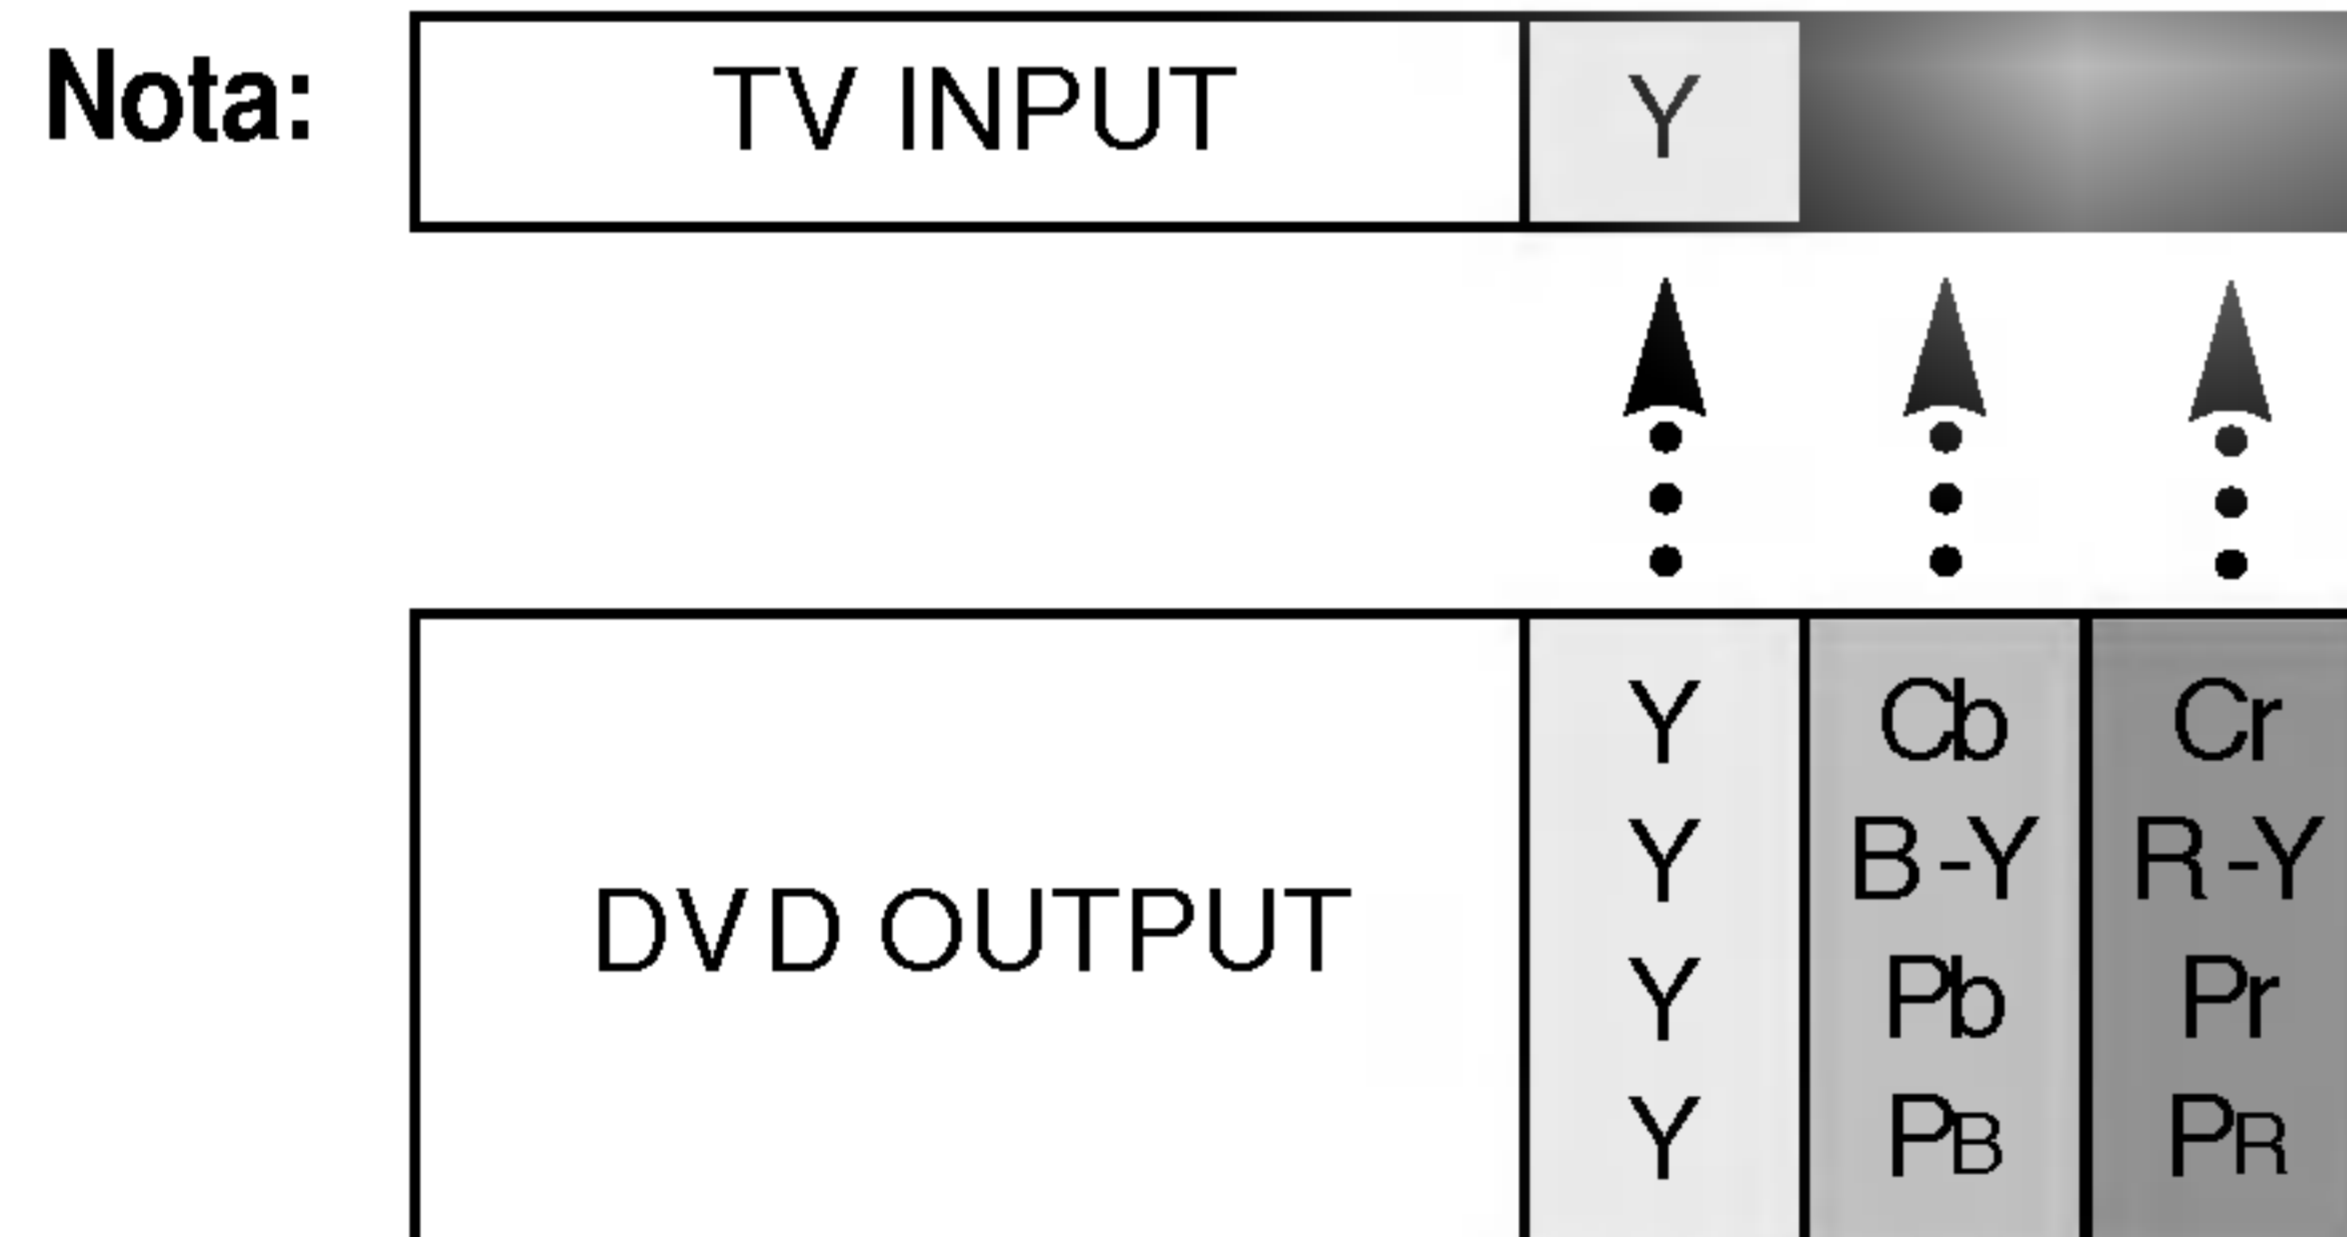 Nota: TV INPUT Y
Y Cb Cr
Y B-Y R-Y
DVD OUTPUT
Y Pb Pr
Y PB PR